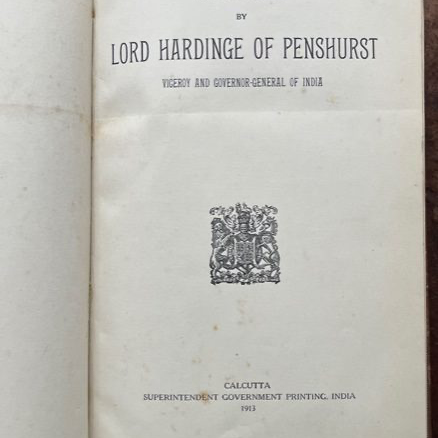 BY
LORD HARDINGE OF PENSHURST
VICEROY AND GOVERNOR-GENERAL OF INDIA
CALCUTTA
SUPERINTENDENT GOVERNMENT PRINTING, INDIA
1913